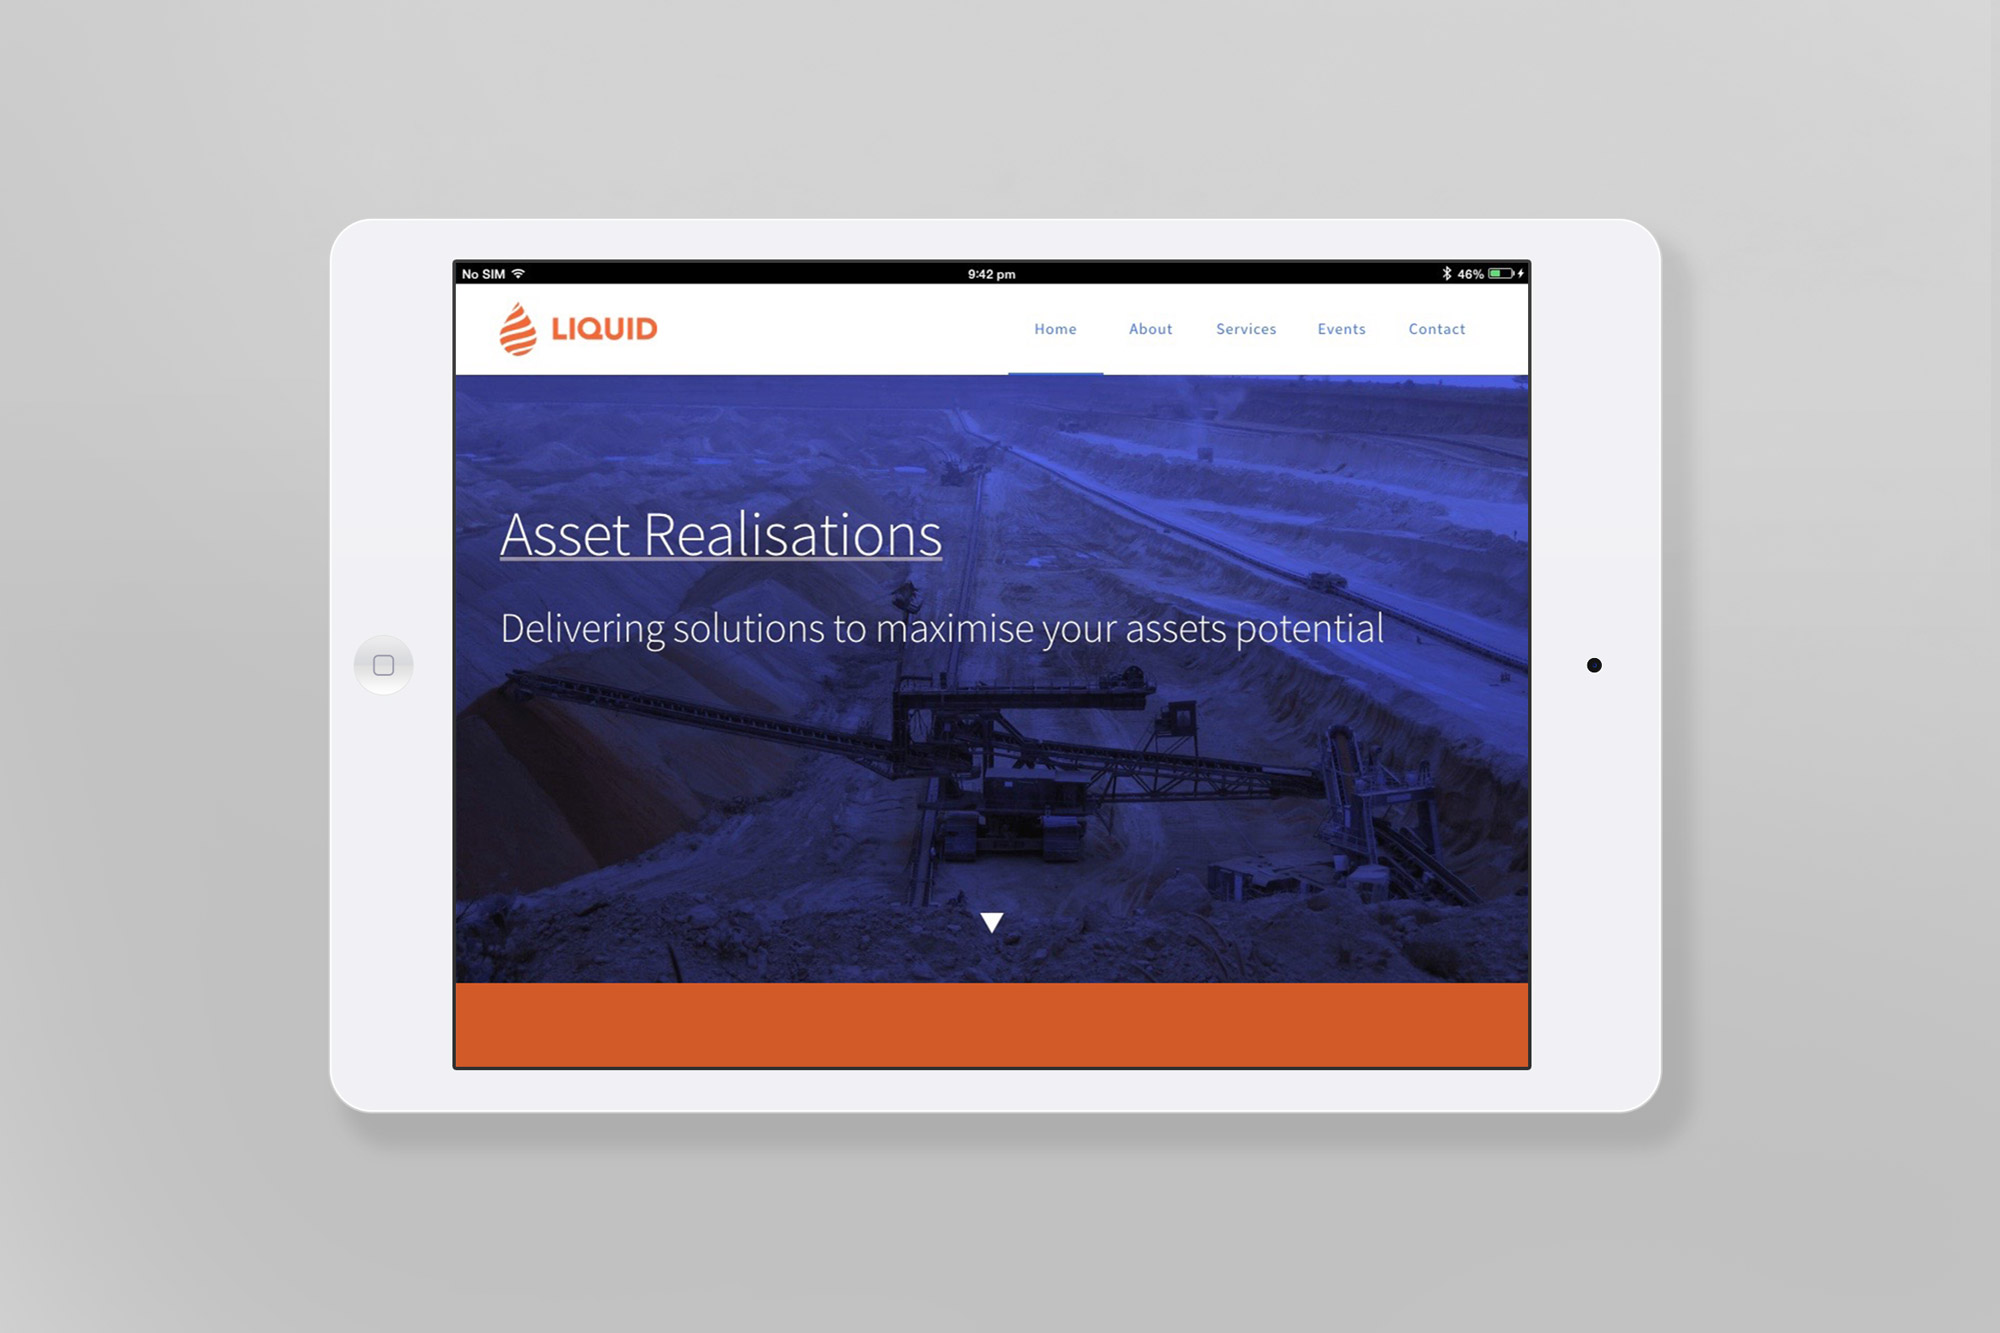 No SIM
9:42 pm
46%
LIQUID
Home About Services Events Contact
Asset Realisations
Delivering solutions to maximise your assets potential